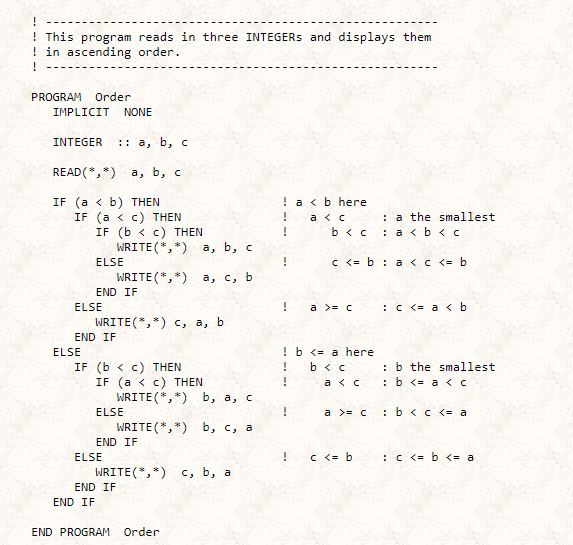 ! ------------------------------------------------------
! This program reads in three INTEGERs and displays them
! in ascending order.
! ------------------------------------------------------

PROGRAM  Order
   IMPLICIT  NONE

   INTEGER  :: a, b, c

   READ(*,*)  a, b, c

   IF (a < b) THEN                 ! a < b here
      IF (a < c) THEN              !   a < c     : a the smallest
         IF (b < c) THEN           !      b < c  : a < b < c
            WRITE(*,*)  a, b, c
         ELSE                      !      c <= b : a < c <= b
            WRITE(*,*)  a, c, b
         END IF
      ELSE                         !   a >= c    : c <= a < b
         WRITE(*,*) c, a, b
      END IF
   ELSE                            ! b <= a here
      IF (b < c) THEN              !   b < c     : b the smallest
         IF (a < c) THEN           !     a < c   : b <= a < c
            WRITE(*,*)  b, a, c
         ELSE                      !     a >= c  : b < c <= a
            WRITE(*,*)  b, c, a
         END IF
      ELSE                         !   c <= b    : c <= b <= a
         WRITE(*,*)  c, b, a
      END IF
   END IF

END PROGRAM  Order